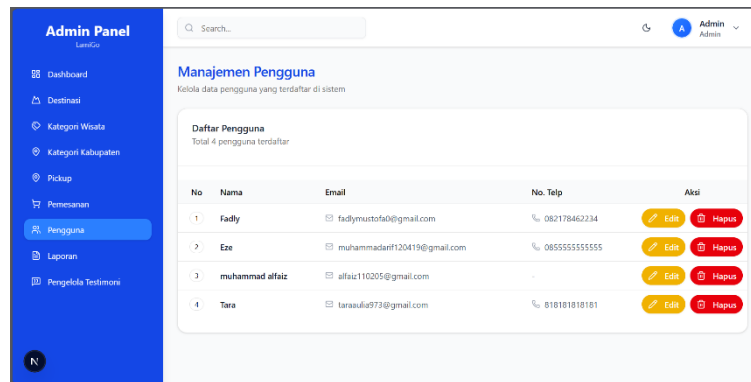 Admin Panel
LamiGo
Dashboard
Destinasi
Kategori Wisata
Kategori Kabupaten
Pickup
Pemesanan
Pengguna
Laporan
Pengelola Testimoni
N
Search...
A
Admin
Admin
Manajemen Pengguna
Kelola data pengguna yang terdaftar di sistem
Daftar Pengguna
Total 4 pengguna terdaftar
No Nama Email No. Telp Aksi
1 Fadly fadlymustofa0@gmail.com 082178462234 Edit Hapus
2 Eze muhammadarif120419@gmail.com 0855555555555 Edit Hapus
3 muhammad alfaiz alfaiz110205@gmail.com - Edit Hapus
4 Tara taraaulia973@gmail.com 818181818181 Edit Hapus